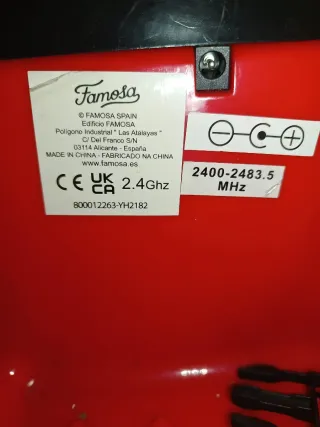 Famosa
© FAMOSA SPAIN
Edificio FAMOSA
Polígono Industrial " Las Atalayas "
C/ Del Franco S/N
03114 Alicante - España
MADE IN CHINA - FABRICADO NA CHINA
www.famosa.es
CE UK CA 2.4Ghz
800012263-YH2182
2400-2483.5
MHz